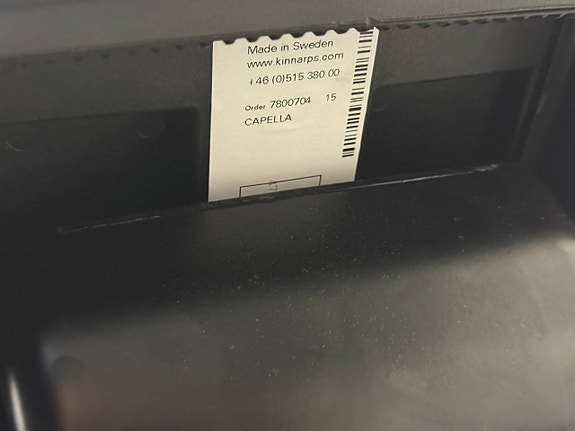 Made in Sweden
www.kinnarps.com
+46 (0)515 380 00
Order 7800704 15
CAPELLA